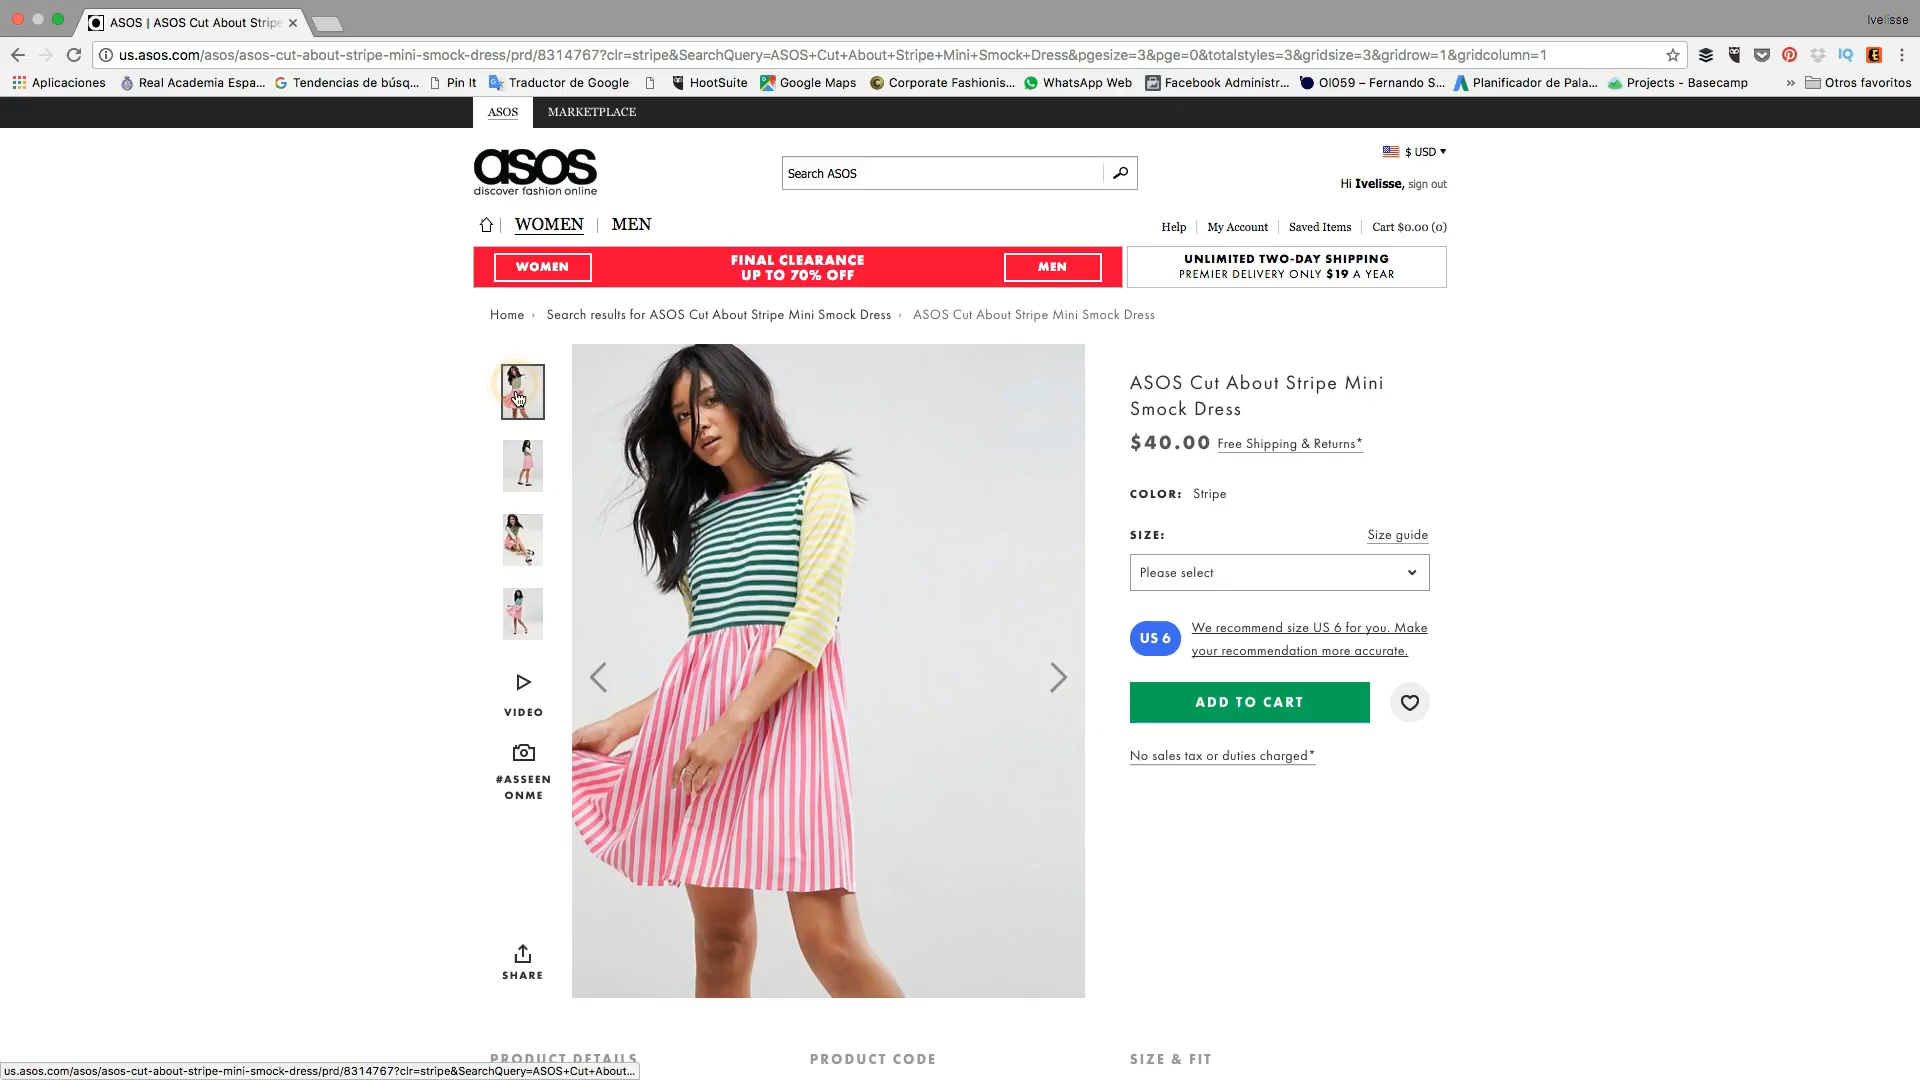 ASOS | ASOS Cut About Stripe
Ivelisse
us.asos.com/asos/asos-cut-about-stripe-mini-smock-dress/prd/8314767?clr=stripe&SearchQuery=ASOS+Cut+About+Stripe+Mini+Smock+Dress&pgesize=3&pge=0&totalstyles=3&gridsize=3&gridrow=1&gridcolumn=1
Aplicaciones Real Academia Espa... Tendencias de búsq... Pin It Traductor de Google HootSuite Google Maps Corporate Fashionis... WhatsApp Web Facebook Administr... OI059 – Fernando S... Planificador de Pala... Projects - Basecamp » Otros favoritos
ASOS MARKETPLACE
asos
discover fashion online
Search ASOS
$ USD
Hi Ivelisse, sign out
WOMEN MEN
Help My Account Saved Items Cart $0.00 (0)
WOMEN
FINAL CLEARANCE
UP TO 70% OFF
MEN
UNLIMITED TWO-DAY SHIPPING
PREMIER DELIVERY ONLY $19 A YEAR
Home › Search results for ASOS Cut About Stripe Mini Smock Dress › ASOS Cut About Stripe Mini Smock Dress
ASOS Cut About Stripe Mini
Smock Dress
$40.00 Free Shipping & Returns*
COLOR: Stripe
SIZE: Size guide
Please select
US 6
We recommend size US 6 for you. Make
your recommendation more accurate.
ADD TO CART
No sales tax or duties charged*
VIDEO
#ASSEEN
ONME
SHARE
PRODUCT DETAILS PRODUCT CODE SIZE & FIT
us.asos.com/asos/asos-cut-about-stripe-mini-smock-dress/prd/8314767?clr=stripe&SearchQuery=ASOS+Cut+About...